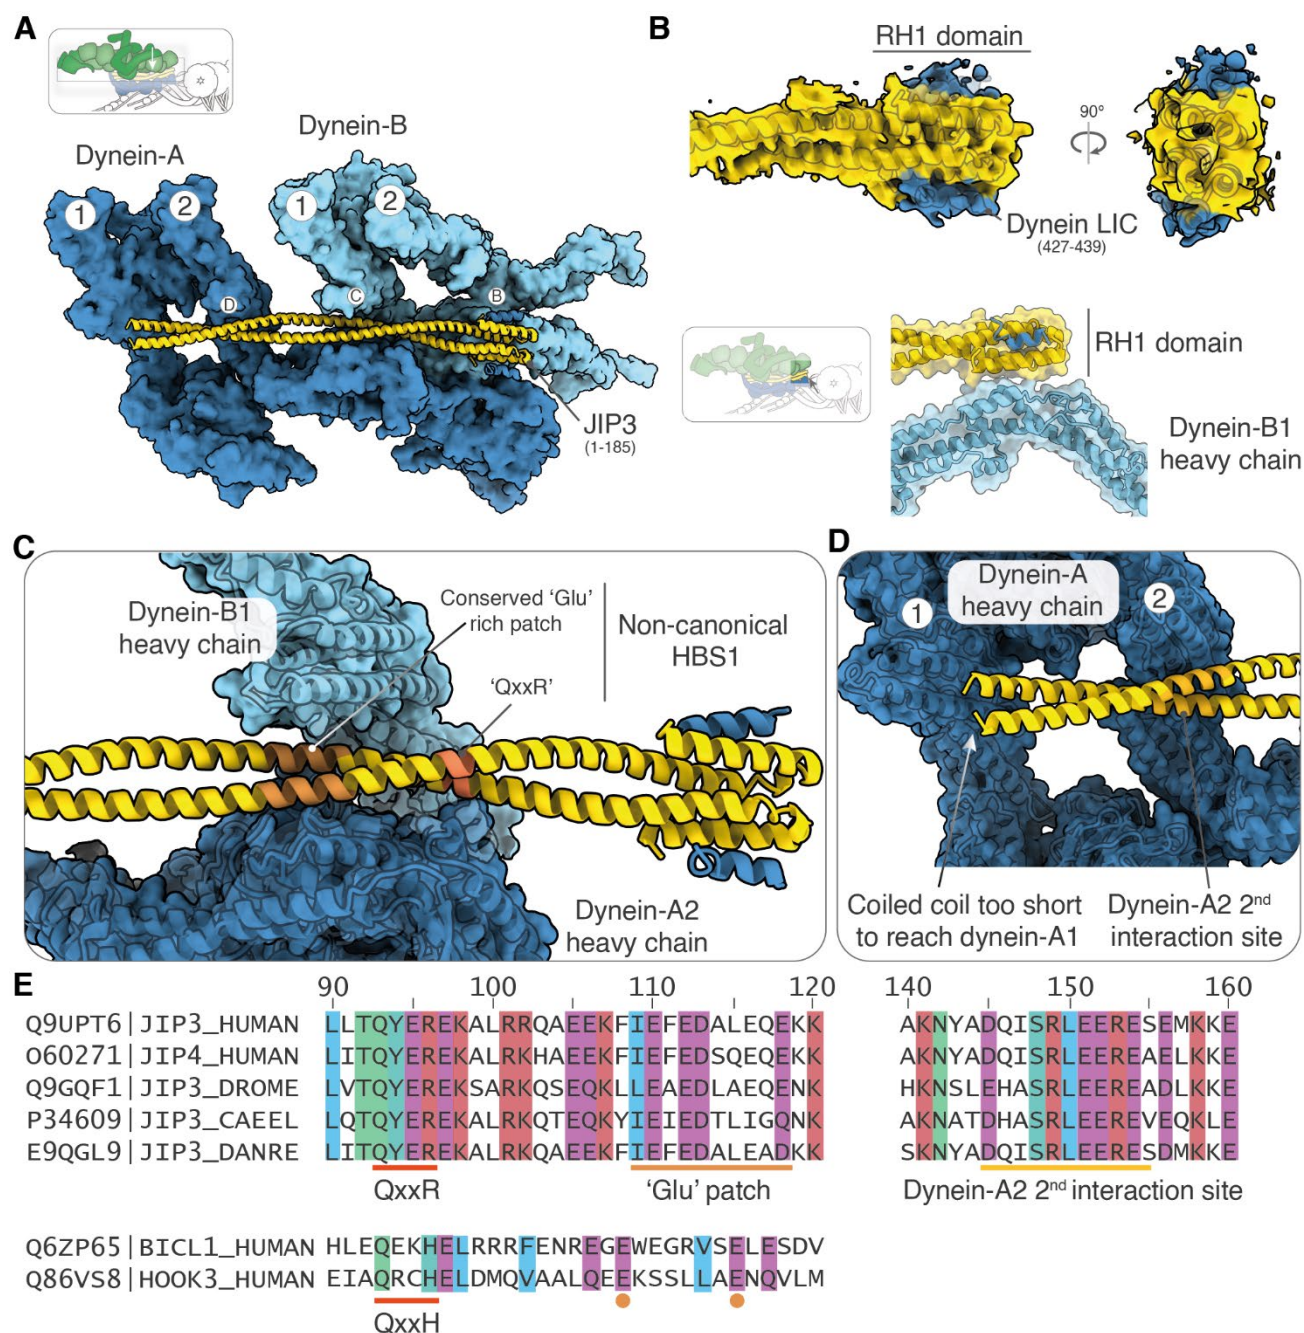 A
Dynein-A
Dynein-B
1
2
1
2
D
C
B
JIP3
(1-185)
B
RH1 domain
90°
Dynein LIC
(427-439)
RH1 domain
Dynein-B1
heavy chain
C
Dynein-B1
heavy chain
Conserved ‘Glu’
rich patch
‘QxxR’
Non-canonical
HBS1
Dynein-A2
heavy chain
D
Dynein-A
heavy chain
1
2
Coiled coil too short
to reach dynein-A1
Dynein-A2 2nd
interaction site
E
90 100 110 120 140 150 160
Q9UPT6|JIP3_HUMAN LLTQYEREKALRRQAEEKFIEFEDALEQEKK AKNYADQISRLEERESEMKKE
O60271|JIP4_HUMAN LITQYEREKALRKHAEEKFIEFEDSQEQEKK AKNYADQISRLEERESEMKKE
Q9GQF1|JIP3_DROME LVTQYEREKSARKQSEQKLLEAEDLAEQENK HKNSLEHASRLEEREADLKKE
P34609|JIP3_CAEEL LQTQYEREKALRKQTEQKYIEIEDTLIGQNK AKNATDHASRLEEREVEQKLE
E9QGL9|JIP3_DANRE LITQYEREKALRKQAEEKFIEFEDALEADKK SKNYADQISRLEERESDMKKE
QxxR ‘Glu’ patch Dynein-A2 2nd interaction site
Q6ZP65|BICL1_HUMAN HLEQEKHELRRRFENREGEWEGRVSELESDV
Q86VS8|HOOK3_HUMAN EIAQRCHELDMQVAALQEEKSSLLAENQVLM
QxxH